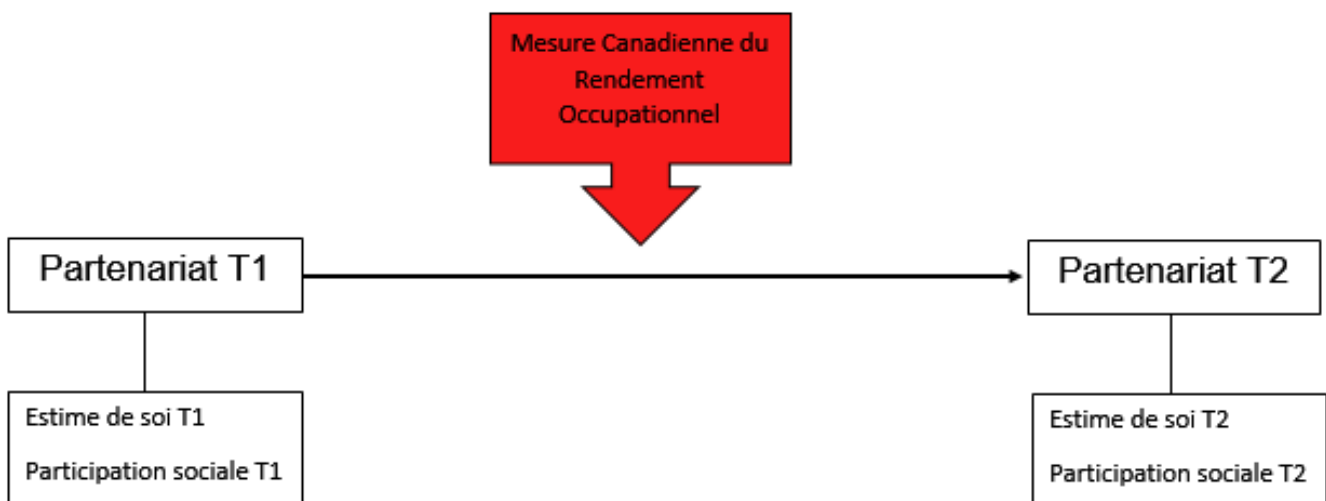 Mesure Canadienne du
Rendement
Occupationnel
Partenariat T1
Partenariat T2
Estime de soi T1
Participation sociale T1
Estime de soi T2
Participation sociale T2